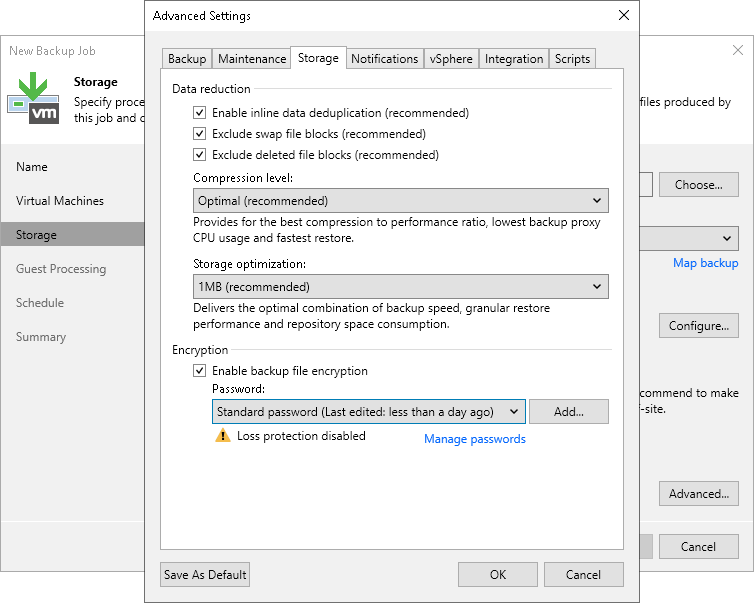 Advanced Settings
New Backup Job
Backup
Maintenance
Storage
Notifications
vSphere
Integration
Scripts
Storage
Specify proce
this job and c
files produced by
vm
Name
Virtual Machines
Storage
Guest Processing
Schedule
Summary
Data reduction
Enable inline data deduplication (recommended)
Exclude swap file blocks (recommended)
Exclude deleted file blocks (recommended)
Compression level:
Optimal (recommended)
Provides for the best compression to performance ratio, lowest backup proxy
CPU usage and fastest restore.
Storage optimization:
1MB (recommended)
Delivers the optimal combination of backup speed, granular restore
performance and repository space consumption.
Encryption
Enable backup file encryption
Password:
Standard password (Last edited: less than a day ago)
Add...
Loss protection disabled
Manage passwords
Choose...
Map backup
Configure...
commend to make
-site.
Advanced...
Cancel
Save As Default
OK
Cancel